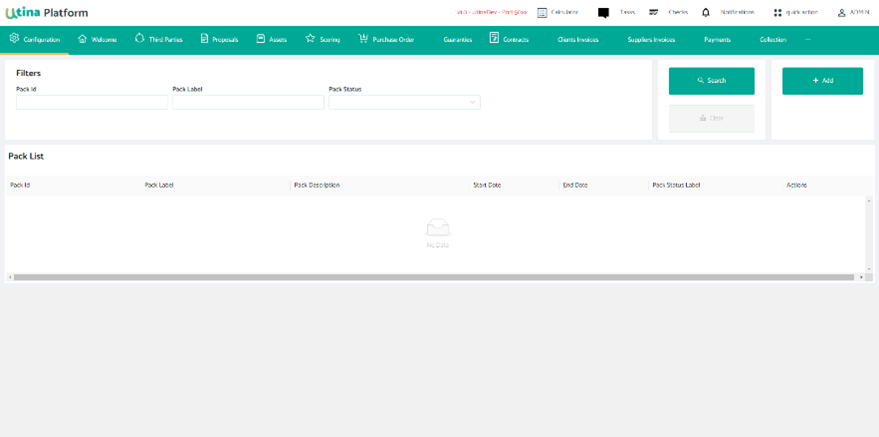 Utina Platform
v1.0 - UtinaDev - Port 50xx Calculator Tasks Checks Notifications quick action ADMIN
Configuration Welcome Third Parties Proposals Assets Scoring Purchase Order Guaranties Contracts Clients Invoices Suppliers Invoices Payments Collection ...
Filters
Pack Id Pack Label Pack Status
Search
Add
Clear
Pack List
Pack Id Pack Label Pack Description Start Date End Date Pack Status Label Actions
No Data